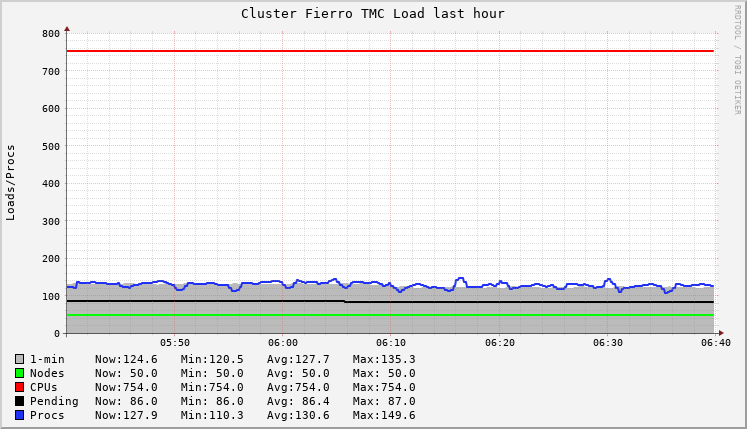 Cluster Fierro TMC Load last hour
RRDTOOL / TOBI OETIKER
Loads/Procs
800
700
600
500
400
300
200
100
0
05:50 06:00 06:10 06:20 06:30 06:40
1-min Now:124.6 Min:120.5 Avg:127.7 Max:135.3
Nodes Now: 50.0 Min: 50.0 Avg: 50.0 Max: 50.0
CPUs Now:754.0 Min:754.0 Avg:754.0 Max:754.0
Pending Now: 86.0 Min: 86.0 Avg: 86.4 Max: 87.0
Procs Now:127.9 Min:110.3 Avg:130.6 Max:149.6